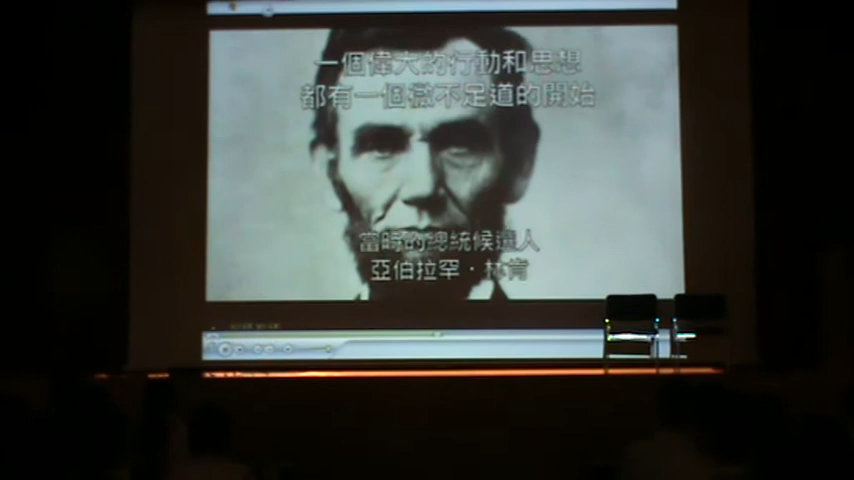 一個偉大的行動和思想
都有一個微不足道的開始
當時的總統候選人
亞伯拉罕·林肯